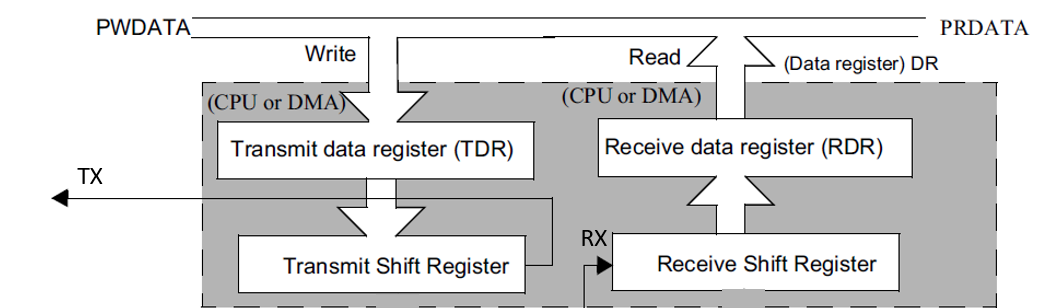 PWDATA
PRDATA
Write
Read
(Data register) DR
(CPU or DMA)
(CPU or DMA)
Transmit data register (TDR)
Receive data register (RDR)
TX
RX
Transmit Shift Register
Receive Shift Register